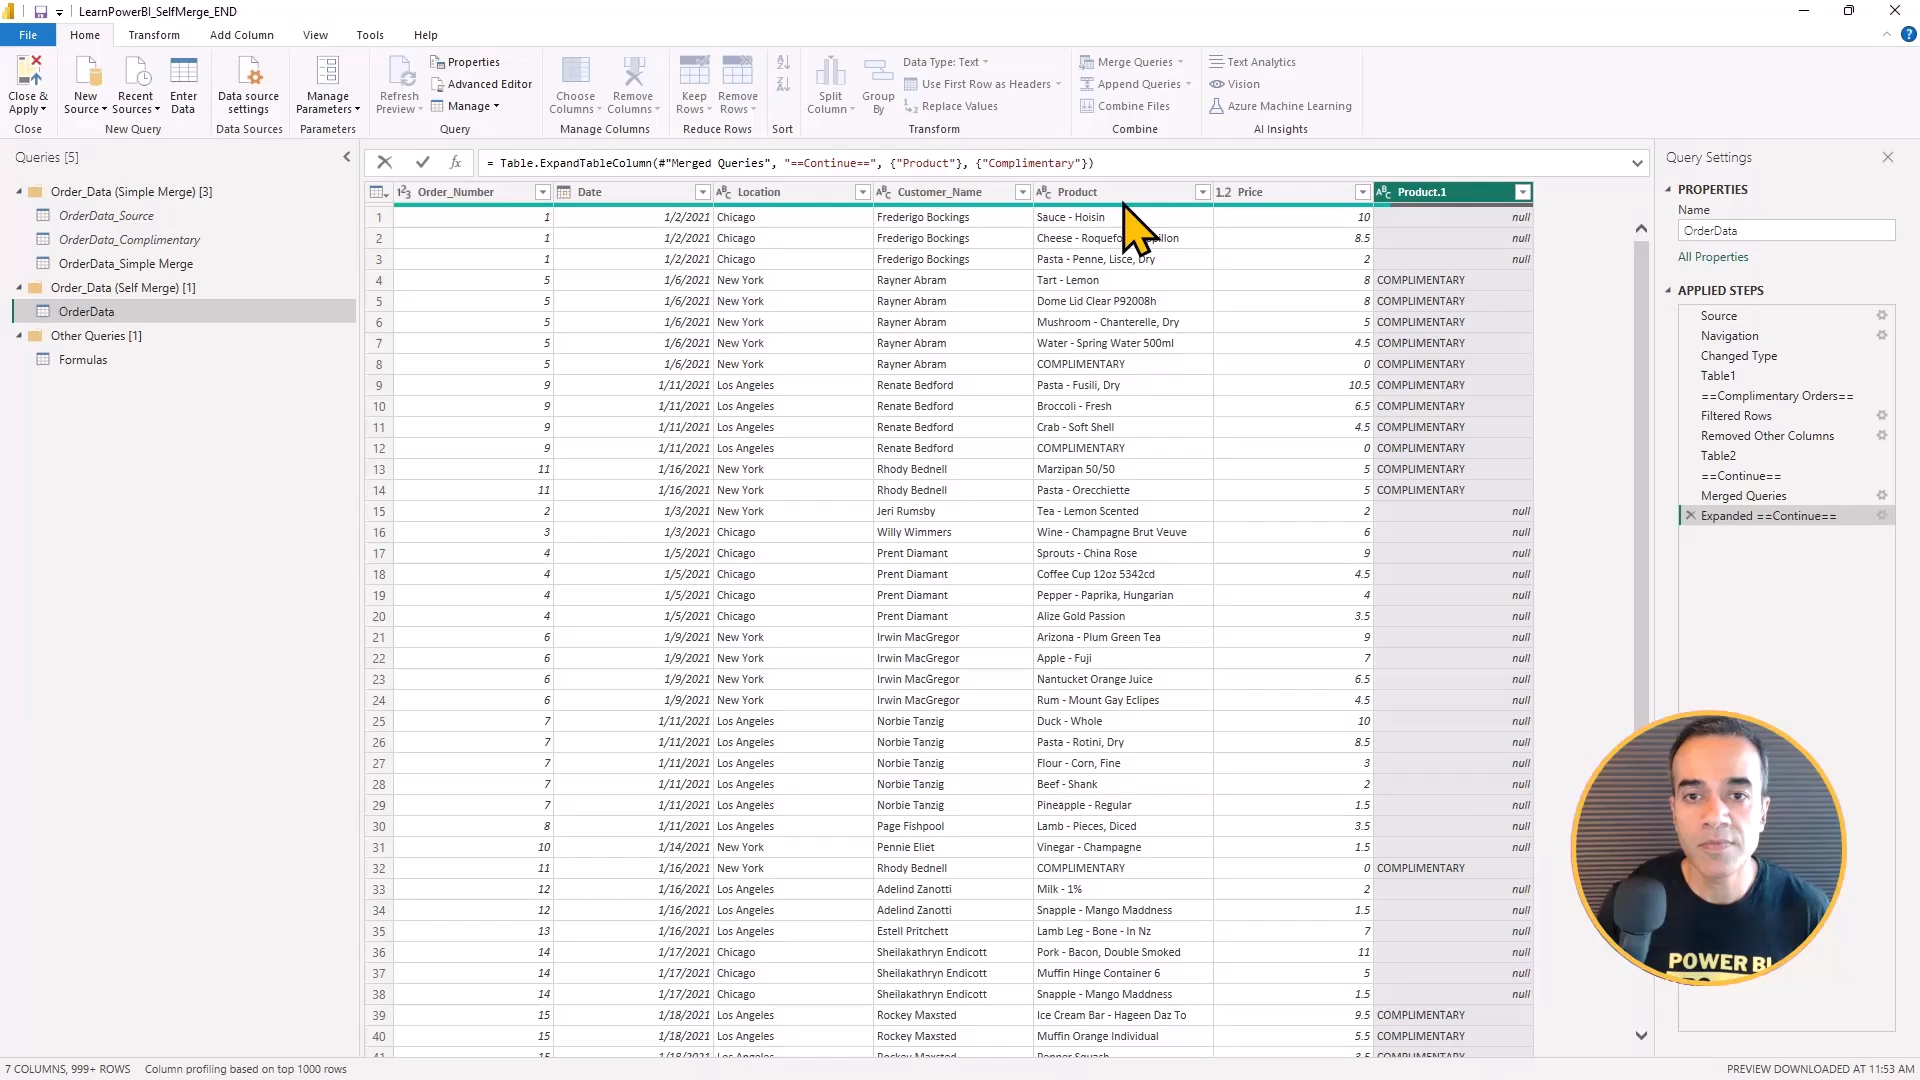 LearnPowerBI_SelfMerge_END
File Home Transform Add Column View Tools Help
Close & Apply
Close
New Source Recent Sources Enter Data
New Query
Data source settings
Data Sources
Manage Parameters
Parameters
Refresh Preview
Properties
Advanced Editor
Manage
Query
Choose Columns Remove Columns
Manage Columns
Keep Rows Remove Rows
Reduce Rows
Sort
Split Column Group By
Data Type: Text
Use First Row as Headers
Replace Values
Transform
Merge Queries
Append Queries
Combine Files
Combine
Text Analytics
Vision
Azure Machine Learning
AI Insights
Queries [5]
Order_Data (Simple Merge) [3]
OrderData_Source
OrderData_Complimentary
OrderData_Simple Merge
Order_Data (Self Merge) [1]
OrderData
Other Queries [1]
Formulas
= Table.ExpandTableColumn(#"Merged Queries", "==Continue==", {"Product"}, {"Complimentary"})
Order_Number Date Location Customer_Name Product 1.2 Price Product.1
1 1 1/2/2021 Chicago Frederigo Bockings Sauce - Hoisin 10 null
2 1 1/2/2021 Chicago Frederigo Bockings Cheese - 8.5 null
3 1 1/2/2021 Chicago Frederigo Bockings Pasta - Penne, Lisce, Dry 2 null
4 5 1/6/2021 New York Rayner Abram Tart - Lemon 8 COMPLIMENTARY
5 5 1/6/2021 New York Rayner Abram Dome Lid Clear P92008h 8 COMPLIMENTARY
6 5 1/6/2021 New York Rayner Abram Mushroom - Chanterelle, Dry 5 COMPLIMENTARY
7 5 1/6/2021 New York Rayner Abram Water - Spring Water 500ml 4.5 COMPLIMENTARY
8 5 1/6/2021 New York Rayner Abram COMPLIMENTARY 0 COMPLIMENTARY
9 9 1/11/2021 Los Angeles Renate Bedford Pasta - Fusili, Dry 10.5 COMPLIMENTARY
10 9 1/11/2021 Los Angeles Renate Bedford Broccoli - Fresh 6.5 COMPLIMENTARY
11 9 1/11/2021 Los Angeles Renate Bedford Crab - Soft Shell 4.5 COMPLIMENTARY
12 9 1/11/2021 Los Angeles Renate Bedford COMPLIMENTARY 0 COMPLIMENTARY
13 11 1/16/2021 New York Rhody Bednell Marzipan 50/50 5 COMPLIMENTARY
14 11 1/16/2021 New York Rhody Bednell Pasta - Orecchiette 5 COMPLIMENTARY
15 2 1/3/2021 New York Jeri Rumsby Tea - Lemon Scented 2 null
16 3 1/3/2021 Chicago Willy Wimmers Wine - Champagne Brut Veuve 6 null
17 4 1/5/2021 Chicago Prent Diamant Sprouts - China Rose 9 null
18 4 1/5/2021 Chicago Prent Diamant Coffee Cup 12oz 5342cd 4.5 null
19 4 1/5/2021 Chicago Prent Diamant Pepper - Paprika, Hungarian 4 null
20 4 1/5/2021 Chicago Prent Diamant Alize Gold Passion 3.5 null
21 6 1/9/2021 New York Irwin MacGregor Arizona - Plum Green Tea 9 null
22 6 1/9/2021 New York Irwin MacGregor Apple - Fuji 7 null
23 6 1/9/2021 New York Irwin MacGregor Nantucket Orange Juice 6.5 null
24 6 1/9/2021 New York Irwin MacGregor Rum - Mount Gay Eclipes 4.5 null
25 7 1/11/2021 Los Angeles Norbie Tanzig Duck - Whole 10 null
26 7 1/11/2021 Los Angeles Norbie Tanzig Pasta - Rotini, Dry 8.5 null
27 7 1/11/2021 Los Angeles Norbie Tanzig Flour - Corn, Fine 3 null
28 7 1/11/2021 Los Angeles Norbie Tanzig Beef - Shank 2 null
29 7 1/11/2021 Los Angeles Norbie Tanzig Pineapple - Regular 1.5 null
30 8 1/11/2021 Los Angeles Page Fishpool Lamb - Pieces, Diced 3.5 null
31 10 1/14/2021 New York Pennie Eliet Vinegar - Champagne 1.5 null
32 11 1/16/2021 New York Rhody Bednell COMPLIMENTARY 0 COMPLIMENTARY
33 12 1/16/2021 Los Angeles Adelind Zanotti Milk - 1% 2 null
34 12 1/16/2021 Los Angeles Adelind Zanotti Snapple - Mango Maddness 1.5 null
35 13 1/16/2021 Los Angeles Estell Pritchett Lamb Leg - Bone - In Nz 7 null
36 14 1/17/2021 Chicago Sheilakathryn Endicott Pork - Bacon, Double Smoked 11 null
37 14 1/17/2021 Chicago Sheilakathryn Endicott Muffin Hinge Container 6 5 null
38 14 1/17/2021 Chicago Sheilakathryn Endicott Snapple - Mango Maddness 1.5 null
39 15 1/18/2021 Los Angeles Rockey Maxsted Ice Cream Bar - Hageen Daz To 9.5 COMPLIMENTARY
40 15 1/18/2021 Los Angeles Rockey Maxsted Muffin Orange Individual 5.5 COMPLIMENTARY
Query Settings
PROPERTIES
Name
OrderData
All Properties
APPLIED STEPS
Source
Navigation
Changed Type
Table1
==Complimentary Orders==
Filtered Rows
Removed Other Columns
Table2
==Continue==
Merged Queries
Expanded ==Continue==
POWER BI
7 COLUMNS, 999+ ROWS Column profiling based on top 1000 rows
PREVIEW DOWNLOADED AT 11:53 AM